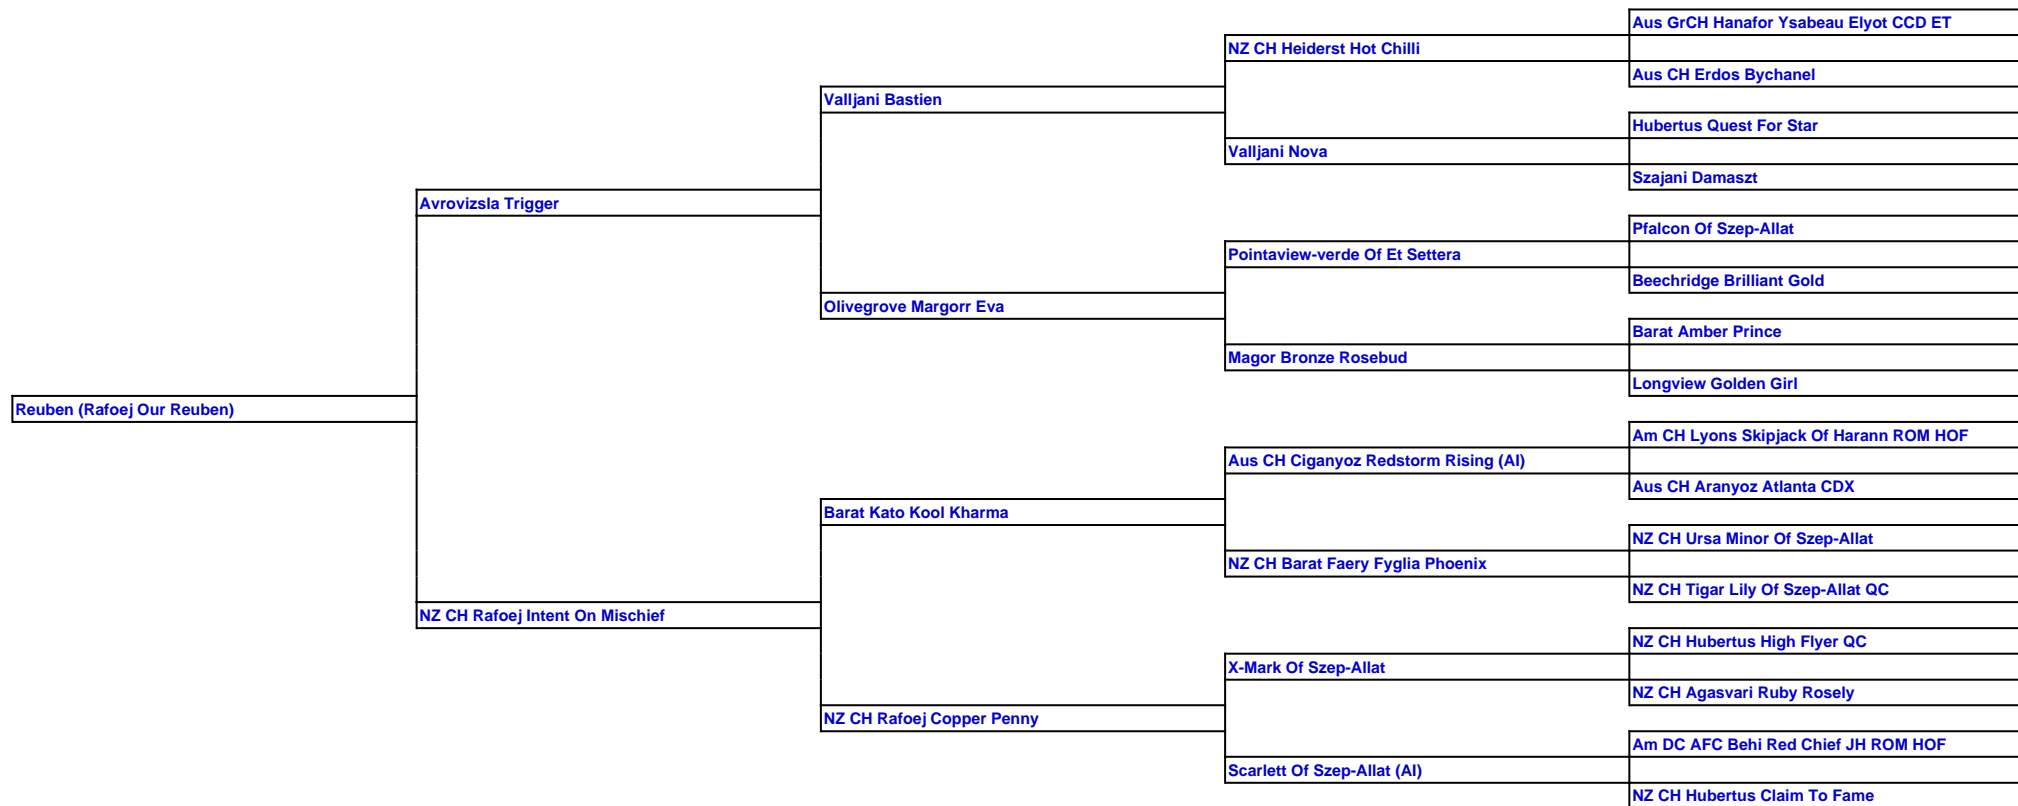 Aus GrCH Hanafor Ysabeau Elyot CCD ET
NZ CH Heiderst Hot Chilli
Aus CH Erdos Bychanel
Valljani Bastien
Hubertus Quest For Star
Valljani Nova
Szajani Damaszt
Avrovizsla Trigger
Pfalcon Of Szep-Allat
Pointaview-verde Of Et Settera
Beechridge Brilliant Gold
Olivegrove Margorr Eva
Barat Amber Prince
Magor Bronze Rosebud
Longview Golden Girl
Reuben (Rafoej Our Reuben)
Am CH Lyons Skipjack Of Harann ROM HOF
Aus CH Ciganyoz Redstorm Rising (AI)
Aus CH Aranyoz Atlanta CDX
Barat Kato Kool Kharma
NZ CH Ursa Minor Of Szep-Allat
NZ CH Barat Faery Fyglia Phoenix
NZ CH Tigar Lily Of Szep-Allat QC
NZ CH Rafoej Intent On Mischief
NZ CH Hubertus High Flyer QC
X-Mark Of Szep-Allat
NZ CH Agasvari Ruby Rosely
NZ CH Rafoej Copper Penny
Am DC AFC Behi Red Chief JH ROM HOF
Scarlett Of Szep-Allat (AI)
NZ CH Hubertus Claim To Fame